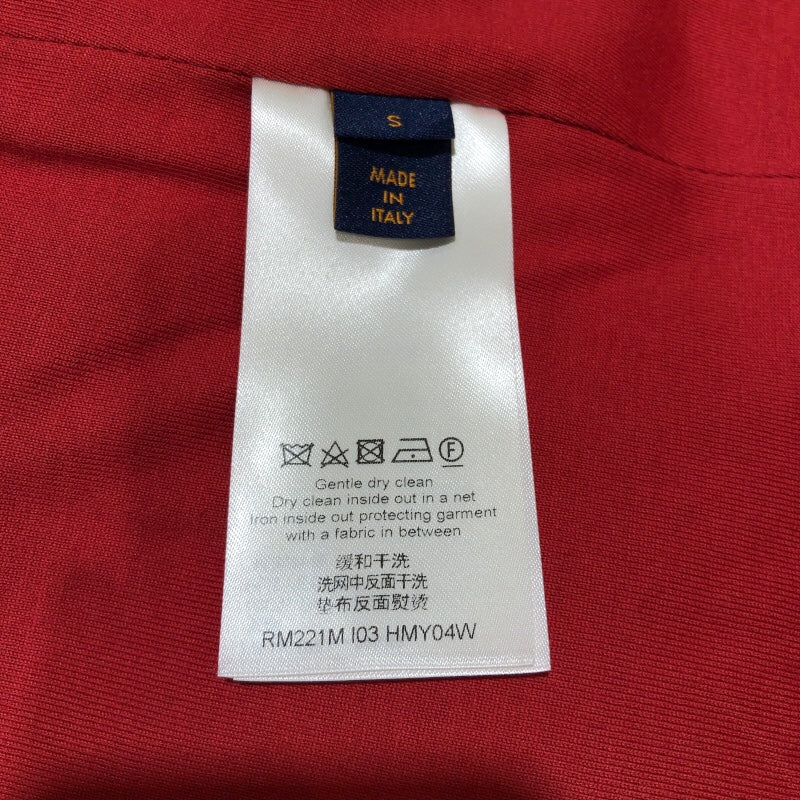 S
MADE
IN
ITALY
F
Gentle dry clean
Dry clean inside out in a net
Iron inside out protecting garment
with a fabric in between
缓和干洗
洗网中反面干洗
垫布反面熨烫
RM221M I03 HMY04W